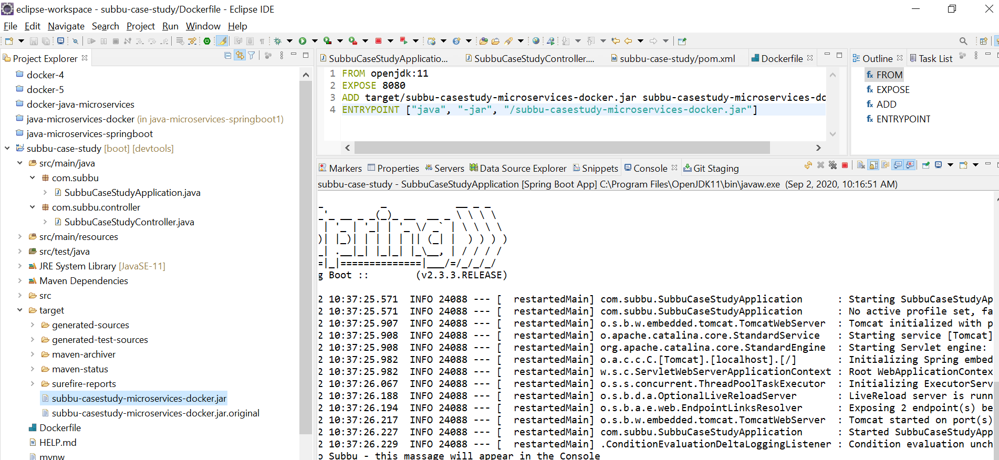 eclipse-workspace - subbu-case-study/Dockerfile - Eclipse IDE
File Edit Navigate Search Project Run Window Help
Project Explorer
docker-4
docker-5
docker-java-microservices
java-microservices-docker (in java-microservices-springboot1)
java-microservices-springboot
subbu-case-study [boot] [devtools]
src/main/java
com.subbu
SubbuCaseStudyApplication.java
com.subbu.controller
SubbuCaseStudyController.java
src/main/resources
src/test/java
JRE System Library [JavaSE-11]
Maven Dependencies
src
target
generated-sources
generated-test-sources
maven-archiver
maven-status
surefire-reports
subbu-casestudy-microservices-docker.jar
subbu-casestudy-microservices-docker.jar.original
Dockerfile
HELP.md
mvnw
SubbuCaseStudyApplicatio... SubbuCaseStudyController.... subbu-case-study/pom.xml Dockerfile
1 FROM openjdk:11
2 EXPOSE 8080
3 ADD target/subbu-casestudy-microservices-docker.jar subbu-casestudy-microservices-dc
4 ENTRYPOINT ["java", "-jar", "/subbu-casestudy-microservices-docker.jar"]
Outline Task List
FROM
EXPOSE
ADD
ENTRYPOINT
Markers Properties Servers Data Source Explorer Snippets Console Git Staging
subbu-case-study - SubbuCaseStudyApplication [Spring Boot App] C:\Program Files\OpenJDK11\bin\javaw.exe (Sep 2, 2020, 10:16:51 AM)
g Boot :: (v2.3.3.RELEASE)
2 10:37:25.571 INFO 24088 --- [ restartedMain] com.subbu.SubbuCaseStudyApplication : Starting SubbuCaseStudyAp
2 10:37:25.571 INFO 24088 --- [ restartedMain] com.subbu.SubbuCaseStudyApplication : No active profile set, fa
2 10:37:25.907 INFO 24088 --- [ restartedMain] o.s.b.w.embedded.tomcat.TomcatWebServer : Tomcat initialized with p
2 10:37:25.908 INFO 24088 --- [ restartedMain] o.apache.catalina.core.StandardService : Starting service [Tomcat]
2 10:37:25.908 INFO 24088 --- [ restartedMain] org.apache.catalina.core.StandardEngine : Starting Servlet engine:
2 10:37:25.982 INFO 24088 --- [ restartedMain] o.a.c.c.C.[Tomcat].[localhost].[/] : Initializing Spring embed
2 10:37:25.982 INFO 24088 --- [ restartedMain] w.s.c.ServletWebServerApplicationContext : Root WebApplicationContex
2 10:37:26.067 INFO 24088 --- [ restartedMain] o.s.s.concurrent.ThreadPoolTaskExecutor : Initializing ExecutorServ
2 10:37:26.188 INFO 24088 --- [ restartedMain] o.s.b.d.a.OptionalLiveReloadServer : LiveReload server is runn
2 10:37:26.194 INFO 24088 --- [ restartedMain] o.s.b.a.e.web.EndpointLinksResolver : Exposing 2 endpoint(s) be
2 10:37:26.217 INFO 24088 --- [ restartedMain] o.s.b.w.embedded.tomcat.TomcatWebServer : Tomcat started on port(s)
2 10:37:26.227 INFO 24088 --- [ restartedMain] com.subbu.SubbuCaseStudyApplication : Started SubbuCaseStudyApp
2 10:37:26.229 INFO 24088 --- [ restartedMain] .ConditionEvaluationDeltaLoggingListener : Condition evaluation unch
o Subbu - this massage will appear in the Console